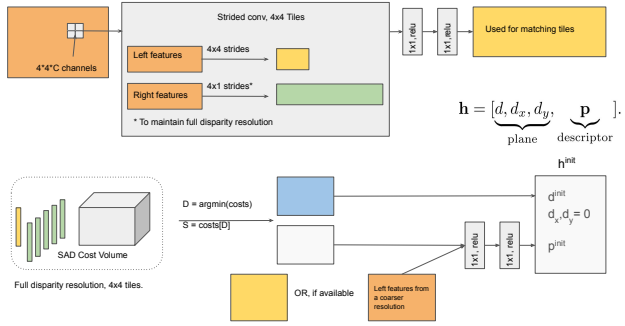 Strided conv, 4x4 Tiles
4*4*C channels
Left features
4x4 strides
Right features
4x1 strides*
* To maintain full disparity resolution
1x1,relu
1x1,relu
Used for matching tiles
h = [d, dx, dy, p ].
plane
descriptor
SAD Cost Volume
Full disparity resolution, 4x4 tiles.
D = argmin(costs)
S = costs[D]
1x1, relu
1x1, relu
h^init
d^init
d_x,d_y = 0
p^init
OR, if available
Left features from
a coarser
resolution